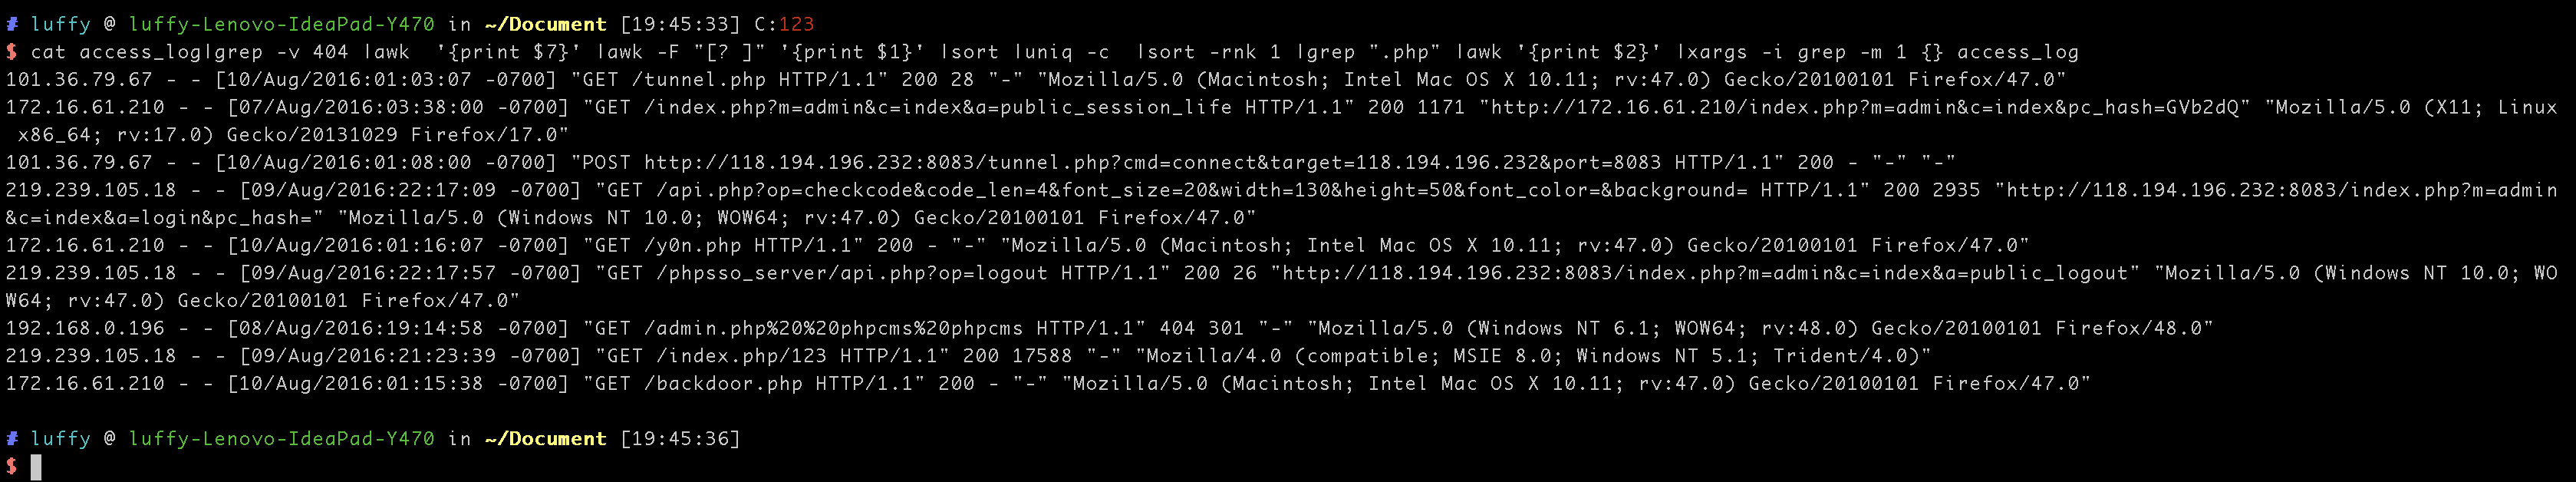 # luffy @ luffy-Lenovo-IdeaPad-Y470 in ~/Document [19:45:33] C:123
$ cat access_log|grep -v 404 |awk  '{print $7}' |awk -F "[? ]" '{print $1}' |sort |uniq -c  |sort -rnk 1 |grep ".php" |awk '{print $2}' |xargs -i grep -m 1 {} access_log
101.36.79.67 - - [10/Aug/2016:01:03:07 -0700] "GET /tunnel.php HTTP/1.1" 200 28 "-" "Mozilla/5.0 (Macintosh; Intel Mac OS X 10.11; rv:47.0) Gecko/20100101 Firefox/47.0"
172.16.61.210 - - [07/Aug/2016:03:38:00 -0700] "GET /index.php?m=admin&c=index&a=public_session_life HTTP/1.1" 200 1171 "http://172.16.61.210/index.php?m=admin&c=index&pc_hash=GVb2dQ" "Mozilla/5.0 (X11; Linux
 x86_64; rv:17.0) Gecko/20131029 Firefox/17.0"
101.36.79.67 - - [10/Aug/2016:01:08:00 -0700] "POST http://118.194.196.232:8083/tunnel.php?cmd=connect&target=118.194.196.232&port=8083 HTTP/1.1" 200 - "-" "-"
219.239.105.18 - - [09/Aug/2016:22:17:09 -0700] "GET /api.php?op=checkcode&code_len=4&font_size=20&width=130&height=50&font_color=&background= HTTP/1.1" 200 2935 "http://118.194.196.232:8083/index.php?m=admin
&c=index&a=login&pc_hash=" "Mozilla/5.0 (Windows NT 10.0; WOW64; rv:47.0) Gecko/20100101 Firefox/47.0"
172.16.61.210 - - [10/Aug/2016:01:16:07 -0700] "GET /y0n.php HTTP/1.1" 200 - "-" "Mozilla/5.0 (Macintosh; Intel Mac OS X 10.11; rv:47.0) Gecko/20100101 Firefox/47.0"
219.239.105.18 - - [09/Aug/2016:22:17:57 -0700] "GET /phpsso_server/api.php?op=logout HTTP/1.1" 200 26 "http://118.194.196.232:8083/index.php?m=admin&c=index&a=public_logout" "Mozilla/5.0 (Windows NT 10.0; WO
W64; rv:47.0) Gecko/20100101 Firefox/47.0"
192.168.0.196 - - [08/Aug/2016:19:14:58 -0700] "GET /admin.php%20%20phpcms%20phpcms HTTP/1.1" 404 301 "-" "Mozilla/5.0 (Windows NT 6.1; WOW64; rv:48.0) Gecko/20100101 Firefox/48.0"
219.239.105.18 - - [09/Aug/2016:21:23:39 -0700] "GET /index.php/123 HTTP/1.1" 200 17588 "-" "Mozilla/4.0 (compatible; MSIE 8.0; Windows NT 5.1; Trident/4.0)"
172.16.61.210 - - [10/Aug/2016:01:15:38 -0700] "GET /backdoor.php HTTP/1.1" 200 - "-" "Mozilla/5.0 (Macintosh; Intel Mac OS X 10.11; rv:47.0) Gecko/20100101 Firefox/47.0"
# luffy @ luffy-Lenovo-IdeaPad-Y470 in ~/Document [19:45:36]
$